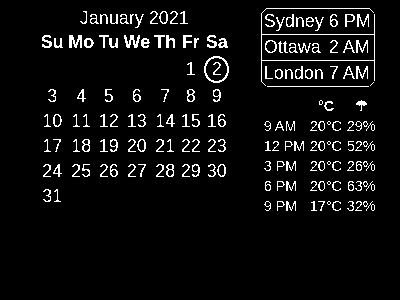 January 2021
Su Mo Tu We Th Fr Sa
1 2
3 4 5 6 7 8 9
10 11 12 13 14 15 16
17 18 19 20 21 22 23
24 25 26 27 28 29 30
31
Sydney 6 PM
Ottawa 2 AM
London 7 AM
°C ☂
9 AM 20°C 29%
12 PM 20°C 52%
3 PM 20°C 26%
6 PM 20°C 63%
9 PM 17°C 32%